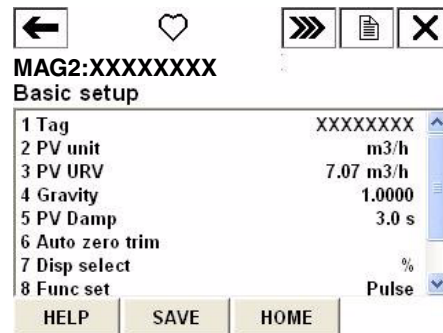 MAG2:XXXXXXXX
Basic setup
1 Tag XXXXXXXX
2 PV unit m3/h
3 PV URV 7.07 m3/h
4 Gravity 1.0000
5 PV Damp 3.0 s
6 Auto zero trim
7 Disp select %
8 Func set Pulse
HELP SAVE HOME